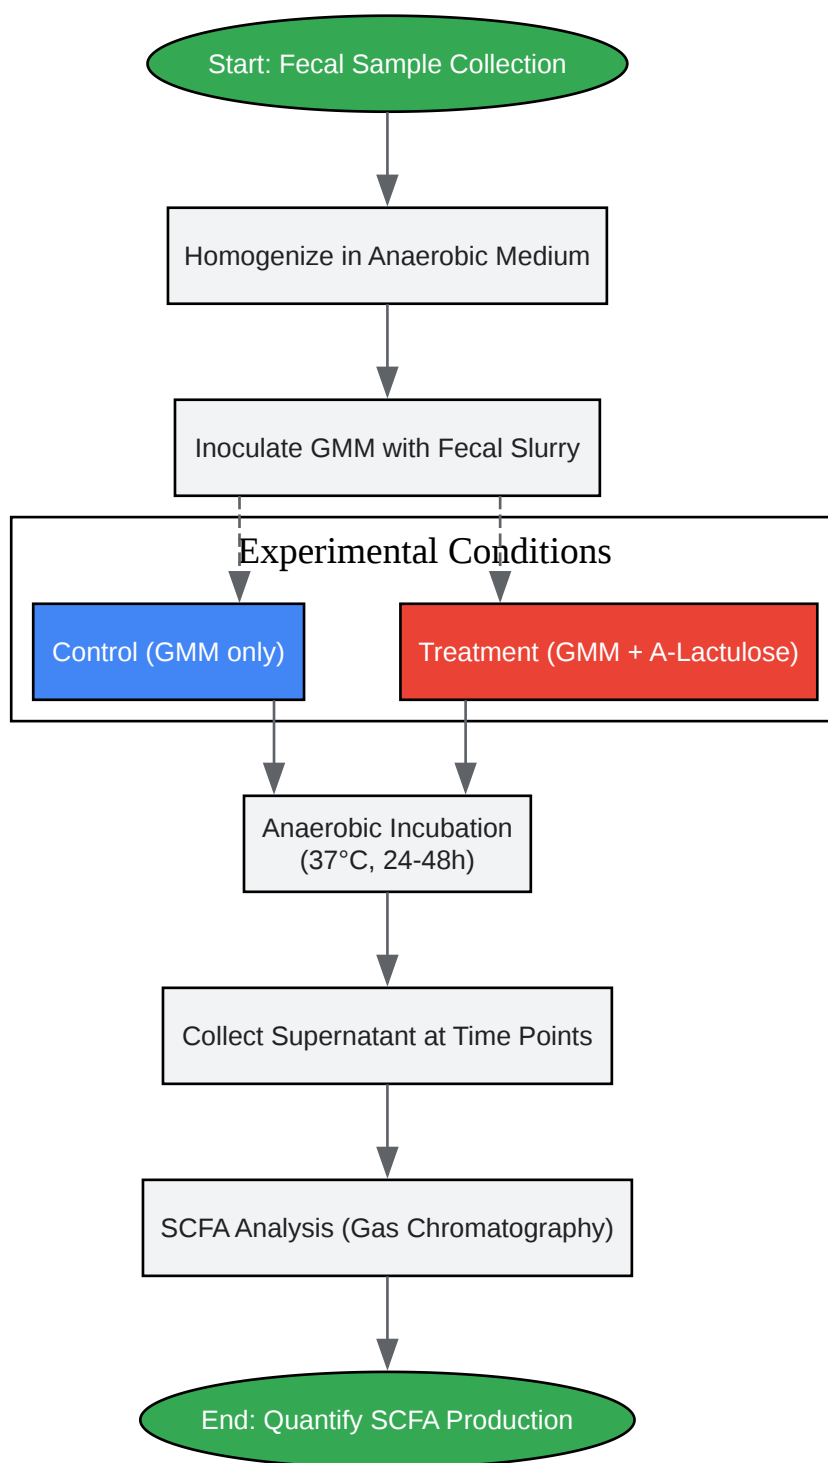 Start: Fecal Sample Collection
Homogenize in Anaerobic Medium
Inoculate GMM with Fecal Slurry
Experimental Conditions
Control (GMM only)
Treatment (GMM + A-Lactulose)
Anaerobic Incubation
(37°C, 24-48h)
Collect Supernatant at Time Points
SCFA Analysis (Gas Chromatography)
End: Quantify SCFA Production